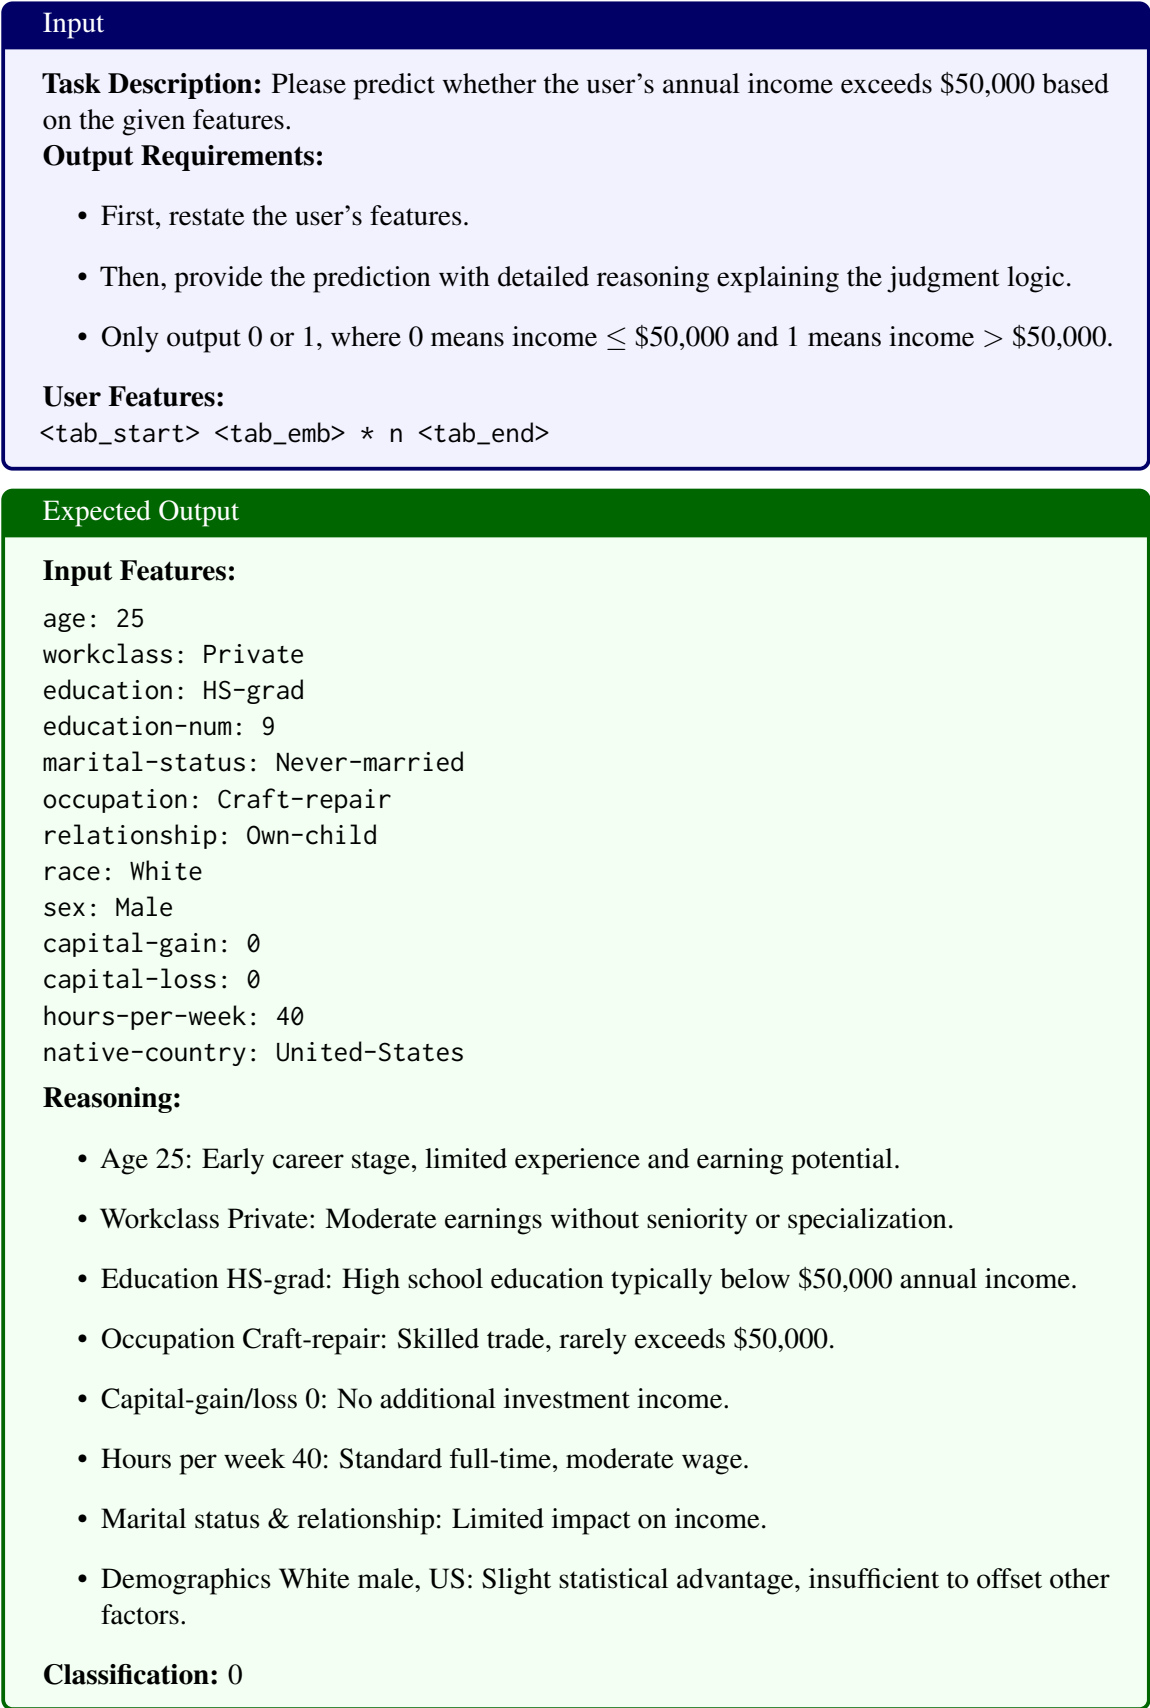 Input
Task Description: Please predict whether the user's annual income exceeds $50,000 based
on the given features.
Output Requirements:
• First, restate the user's features.
• Then, provide the prediction with detailed reasoning explaining the judgment logic.
• Only output 0 or 1, where 0 means income ≤ $50,000 and 1 means income > $50,000.
User Features:
<tab_start> <tab_emb> * n <tab_end>
Expected Output
Input Features:
age: 25
workclass: Private
education: HS-grad
education-num: 9
marital-status: Never-married
occupation: Craft-repair
relationship: Own-child
race: White
sex: Male
capital-gain: 0
capital-loss: 0
hours-per-week: 40
native-country: United-States
Reasoning:
• Age 25: Early career stage, limited experience and earning potential.
• Workclass Private: Moderate earnings without seniority or specialization.
• Education HS-grad: High school education typically below $50,000 annual income.
• Occupation Craft-repair: Skilled trade, rarely exceeds $50,000.
• Capital-gain/loss 0: No additional investment income.
• Hours per week 40: Standard full-time, moderate wage.
• Marital status & relationship: Limited impact on income.
• Demographics White male, US: Slight statistical advantage, insufficient to offset other
factors.
Classification: 0